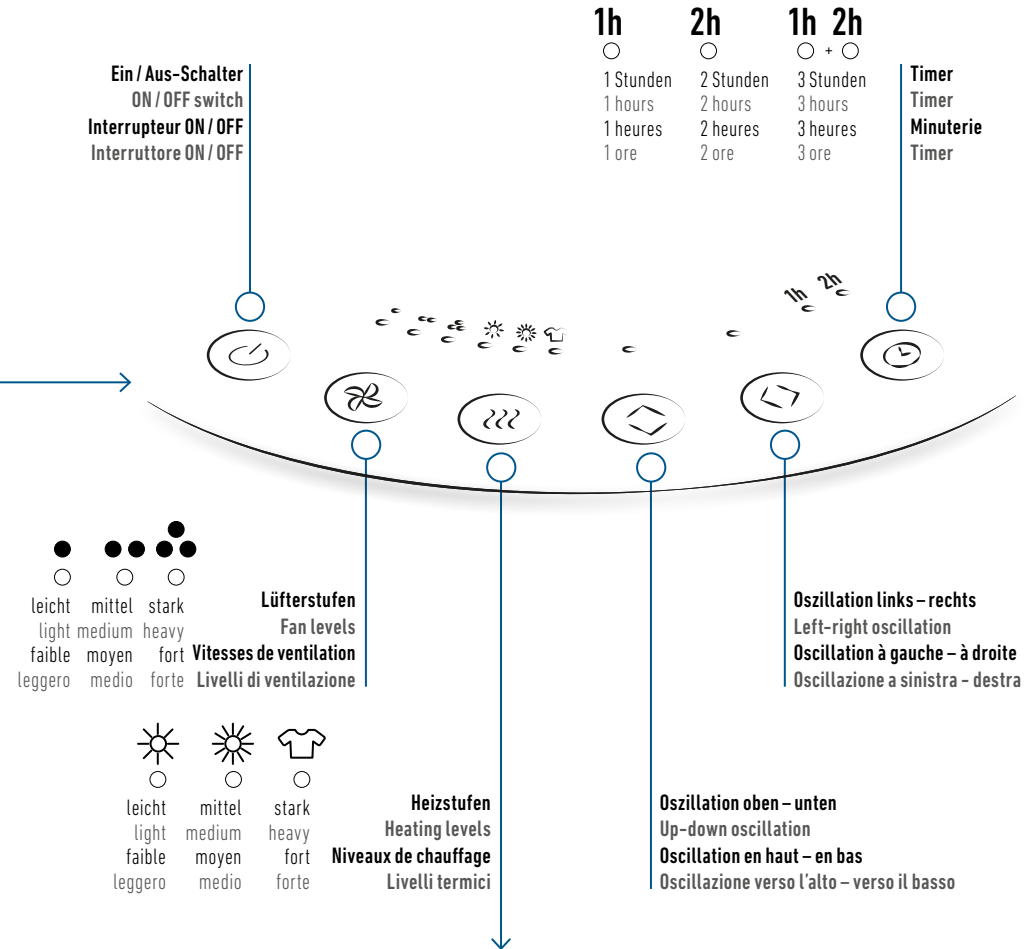 1h 2h 1h 2h
+
1 Stunden 2 Stunden 3 Stunden
1 hours 2 hours 3 hours
1 heures 2 heures 3 heures
1 ore 2 ore 3 ore
Timer
Timer
Minuterie
Timer
Ein / Aus-Schalter
ON / OFF switch
Interrupteur ON / OFF
Interruttore ON / OFF
1h 2h
leicht mittel stark
light medium heavy
faible moyen fort
leggero medio forte
Lüfterstufen
Fan levels
Vitesses de ventilation
Livelli di ventilazione
Oszillation links – rechts
Left-right oscillation
Oscillation à gauche – à droite
Oscillazione a sinistra - destra
leicht mittel stark
light medium heavy
faible moyen fort
leggero medio forte
Heizstufen
Heating levels
Niveaux de chauffage
Livelli termici
Oszillation oben – unten
Up-down oscillation
Oscillation en haut – en bas
Oscillazione verso l'alto – verso il basso